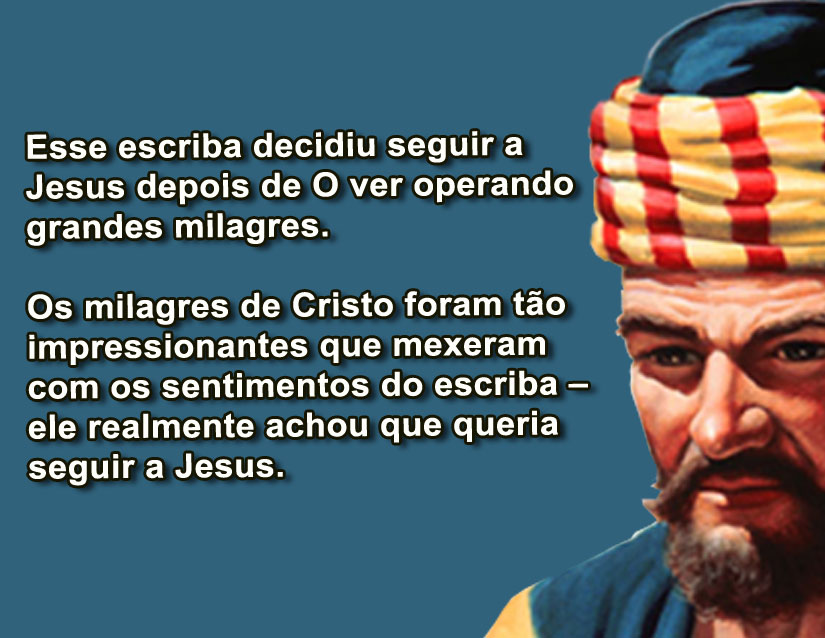 Esse escriba decidiu seguir a
Jesus depois de O ver operando
grandes milagres.
Os milagres de Cristo foram tão
impressionantes que mexeram
com os sentimentos do escriba –
ele realmente achou que queria
seguir a Jesus.